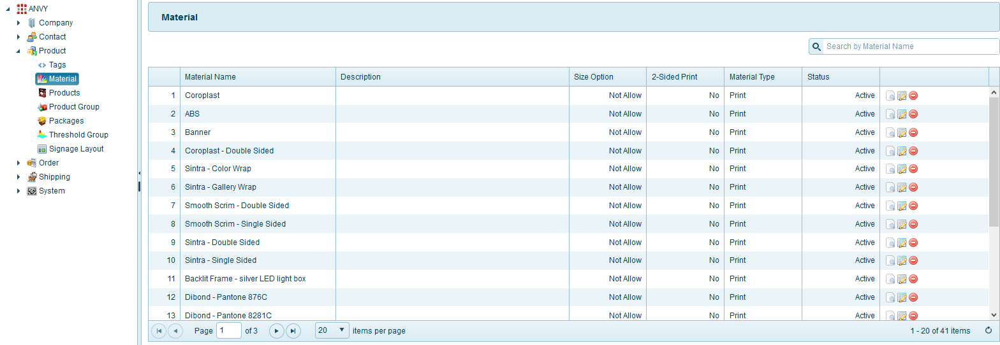 ANVY
Company
Contact
Product
Tags
Material
Products
Product Group
Packages
Threshold Group
Signage Layout
Order
Shipping
System
Material
Search by Material Name
Material Name Description Size Option 2-Sided Print Material Type Status
1 Coroplast Not Allow No Print Active
2 ABS Not Allow No Print Active
3 Banner Not Allow No Print Active
4 Coroplast - Double Sided Not Allow No Print Active
5 Sintra - Color Wrap Not Allow No Print Active
6 Sintra - Gallery Wrap Not Allow No Print Active
7 Smooth Scrim - Double Sided Not Allow No Print Active
8 Smooth Scrim - Single Sided Not Allow No Print Active
9 Sintra - Double Sided Not Allow No Print Active
10 Sintra - Single Sided Not Allow No Print Active
11 Backlit Frame - silver LED light box Not Allow No Print Active
12 Dibond - Pantone 876C Not Allow No Print Active
13 Dibond - Pantone 8281C Not Allow No Print Active
Page 1 of 3 20 items per page 1 - 20 of 41 items